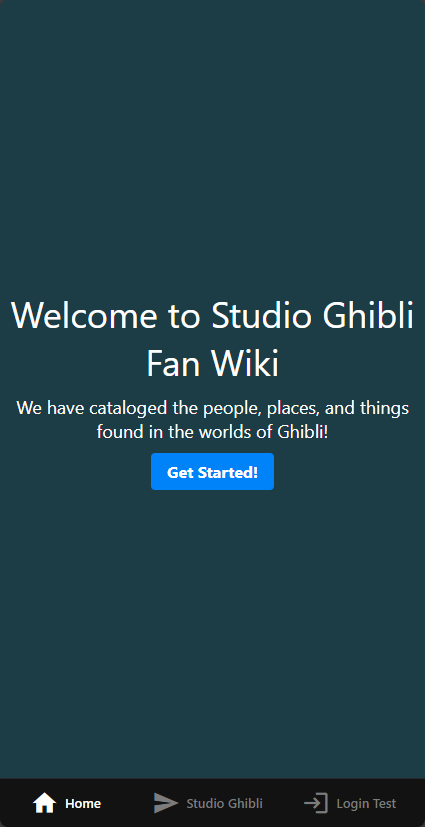 Welcome to Studio Ghibli
Fan Wiki
We have cataloged the people, places, and things
found in the worlds of Ghibli!
Get Started!
Home
Studio Ghibli
Login Test